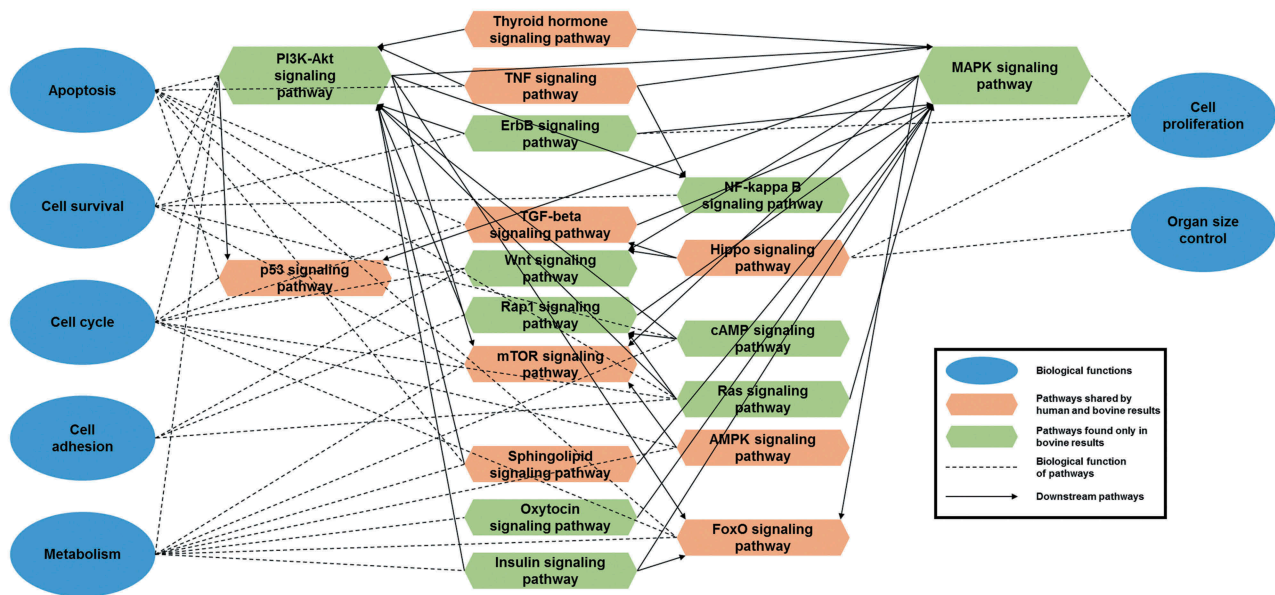 Apoptosis
Cell survival
Cell cycle
Cell
adhesion
Metabolism
PI3K-Akt
signaling
pathway
p53 signaling
pathway
Thyroid hormone
signaling pathway
TNF signaling
pathway
ErbB signaling
pathway
TGF-beta
signaling pathway
Wnt signaling
pathway
Rap1 signaling
pathway
mTOR signaling
pathway
Sphingolipid
signaling pathway
Oxytocin
signaling pathway
Insulin signaling
pathway
NF-kappa B
signaling pathway
Hippo signaling
pathway
cAMP signaling
pathway
Ras signaling
pathway
AMPK signaling
pathway
FoxO signaling
pathway
MAPK signaling
pathway
Cell
proliferation
Organ size
control
Biological functions
Pathways shared by
human and bovine results
Pathways found only in
bovine results
Biological function
of pathways
Downstream pathways